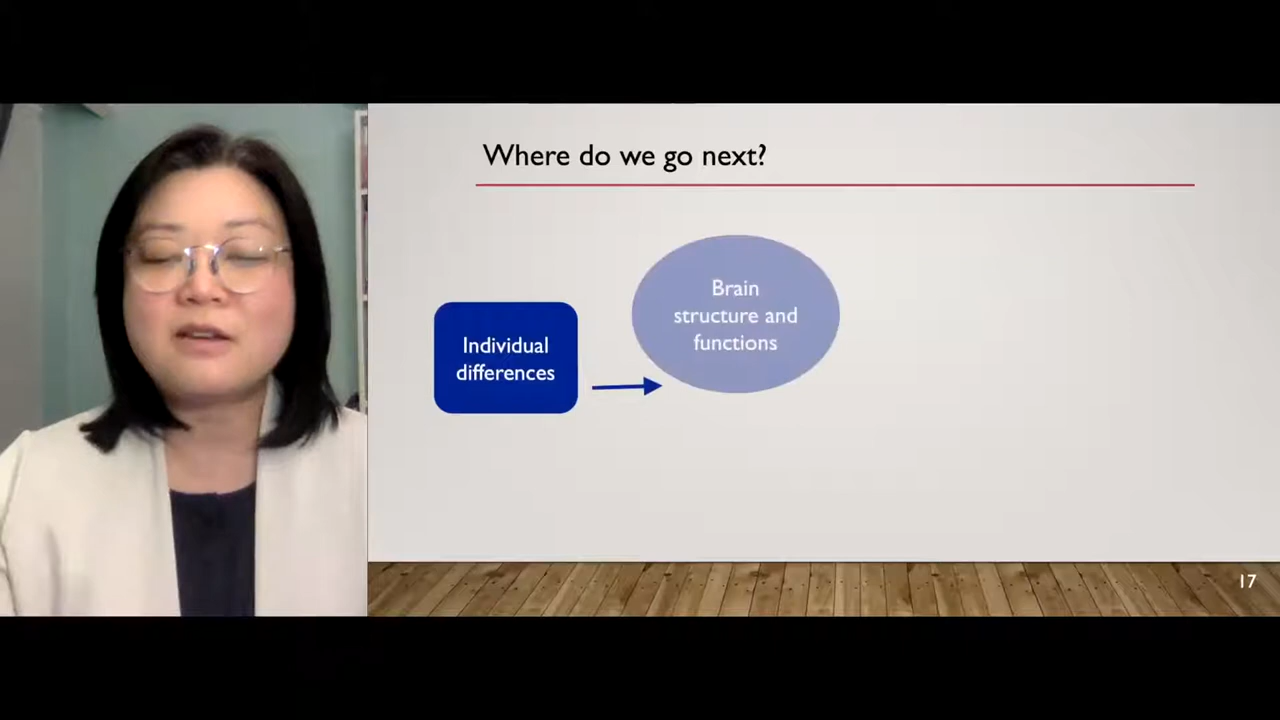 Where do we go next?
Individual
differences
Brain
structure and
functions
17